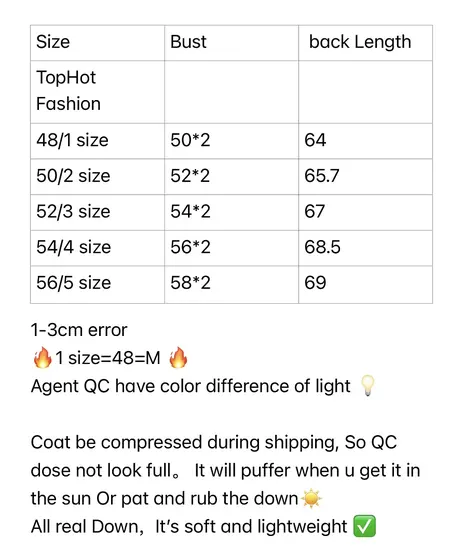 Size Bust back Length
TopHot
Fashion
48/1 size 50*2 64
50/2 size 52*2 65.7
52/3 size 54*2 67
54/4 size 56*2 68.5
56/5 size 58*2 69
1-3cm error
🔥1 size=48=M 🔥
Agent QC have color difference of light 💡
Coat be compressed during shipping, So QC
dose not look full。 It will puffer when u get it in
the sun Or pat and rub the down☀️
All real Down，It’s soft and lightweight ✅